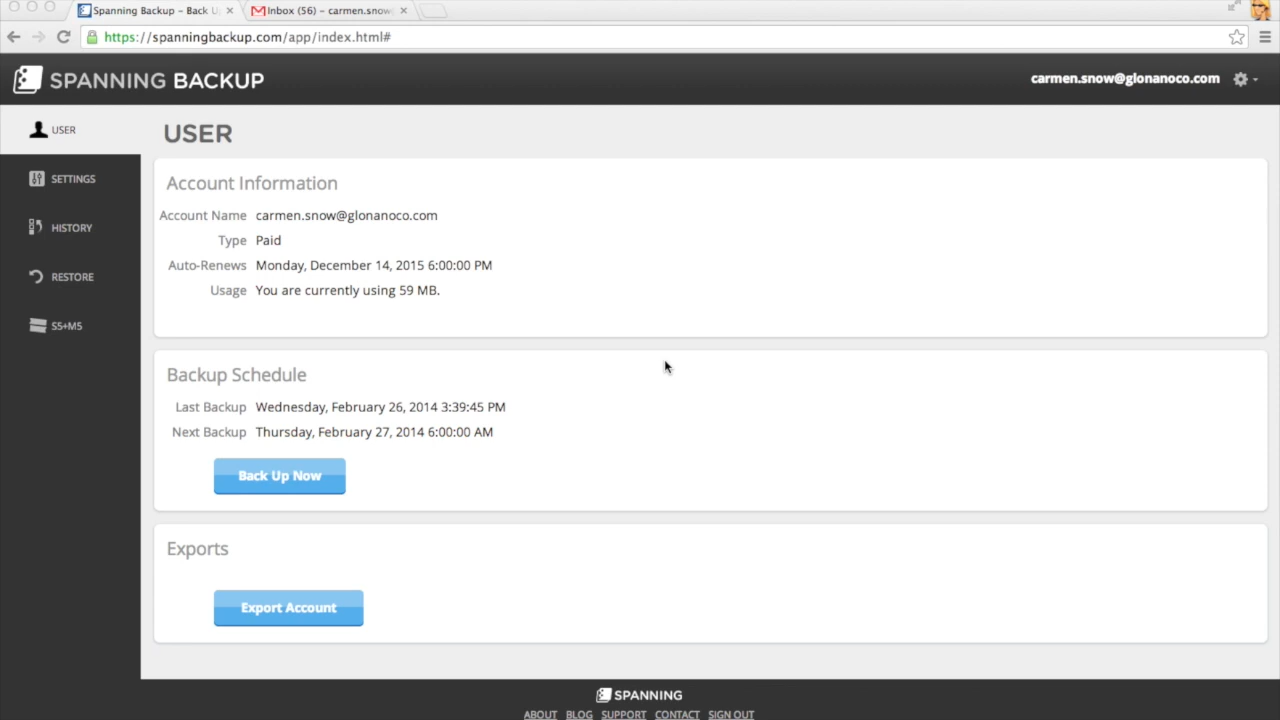 Spanning Backup – Back U
Inbox (56) – carmen.snow
https://spanningbackup.com/app/index.html#
SPANNING BACKUP
carmen.snow@glonanoco.com
USER
SETTINGS
HISTORY
RESTORE
S5+M5
USER
Account Information
Account Name carmen.snow@glonanoco.com
Type Paid
Auto-Renews Monday, December 14, 2015 6:00:00 PM
Usage You are currently using 59 MB.
Backup Schedule
Last Backup Wednesday, February 26, 2014 3:39:45 PM
Next Backup Thursday, February 27, 2014 6:00:00 AM
Back Up Now
Exports
Export Account
SPANNING
ABOUT BLOG SUPPORT CONTACT SIGN OUT